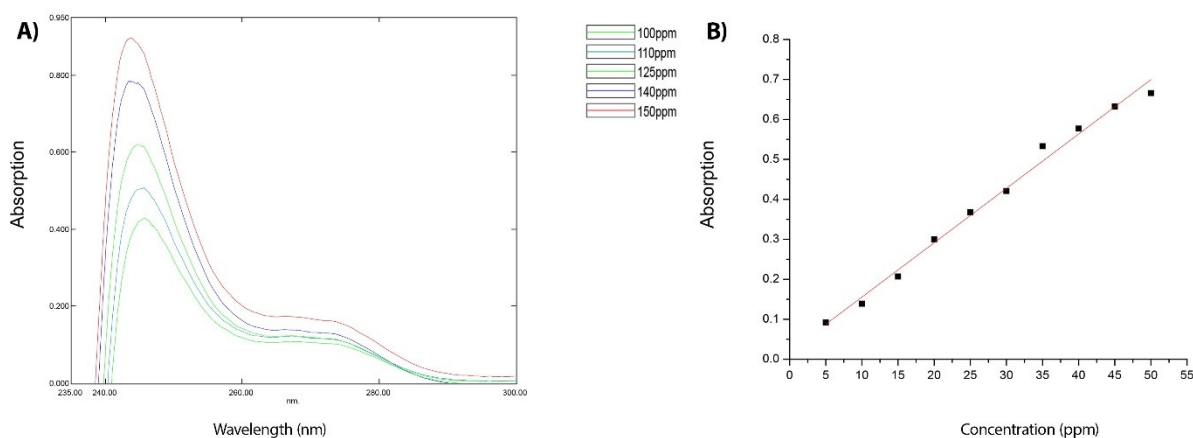 A)
Absorption
0.950
0.800
0.600
0.400
0.200
0.000
235.00
240.00
260.00
280.00
300.00
nm.
Wavelength (nm)
100ppm
110ppm
125ppm
140ppm
150ppm
B)
Absorption
0.8
0.7
0.6
0.5
0.4
0.3
0.2
0.1
0.0
0 5 10 15 20 25 30 35 40 45 50 55
Concentration (ppm)